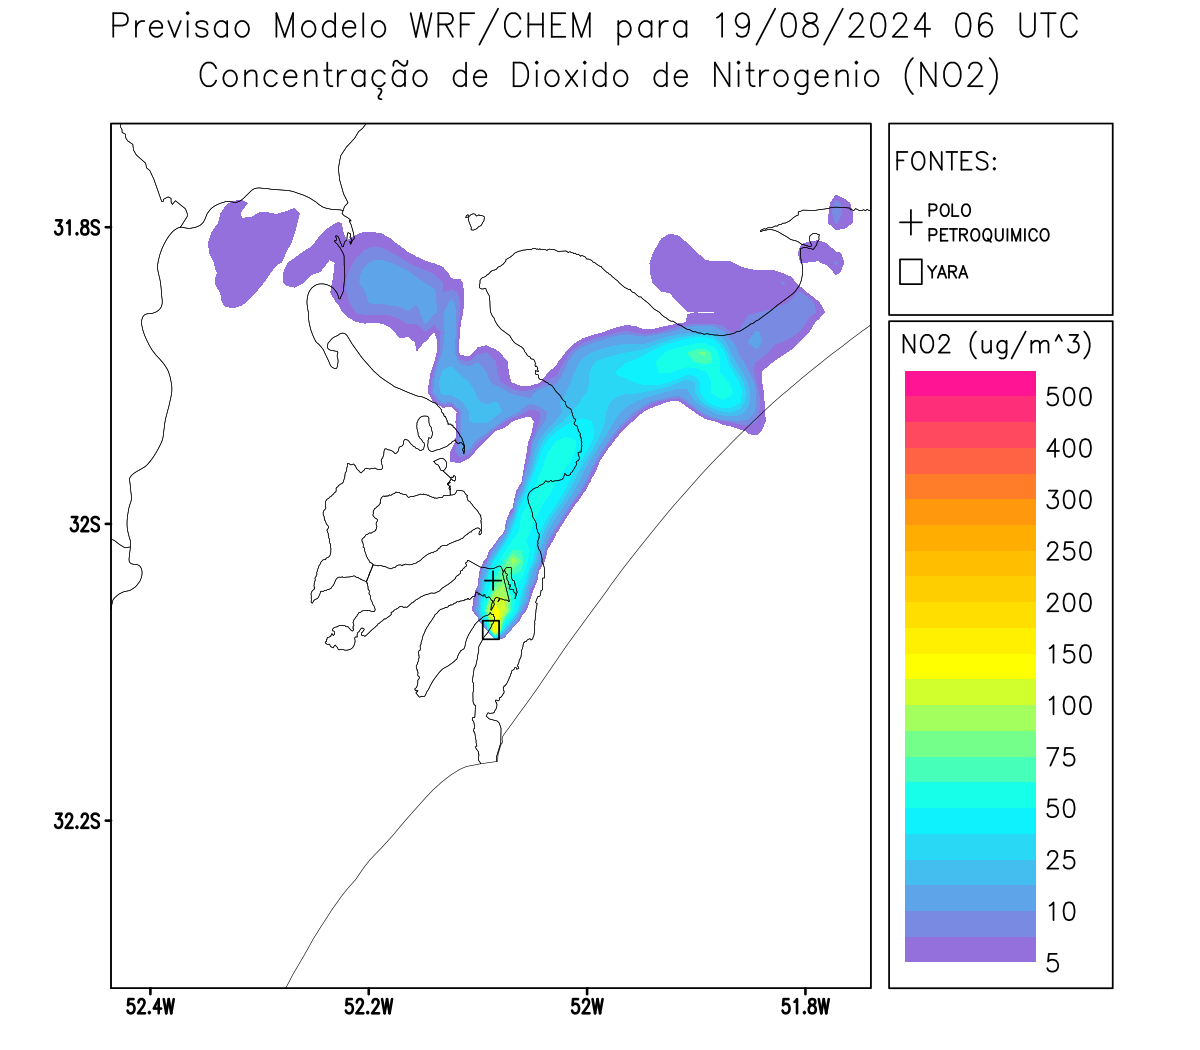 Previsao Modelo WRF/CHEM para 19/08/2024 06 UTC
Concentração de Dioxido de Nitrogenio (NO2)
FONTES:
POLO
PETROQUIMICO
YARA
NO2 (ug/m^3)
500
400
300
250
200
150
100
75
50
25
10
5
31.8S
32S
32.2S
52.4W
52.2W
52W
51.8W